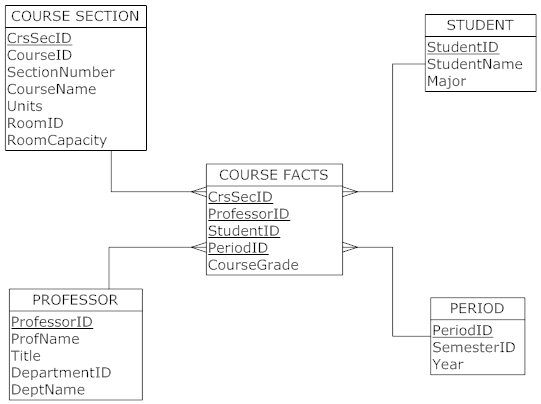 COURSE SECTION
CrsSecID
CourseID
SectionNumber
CourseName
Units
RoomID
RoomCapacity
STUDENT
StudentID
StudentName
Major
COURSE FACTS
CrsSecID
ProfessorID
StudentID
PeriodID
CourseGrade
PROFESSOR
ProfessorID
ProfName
Title
DepartmentID
DeptName
PERIOD
PeriodID
SemesterID
Year